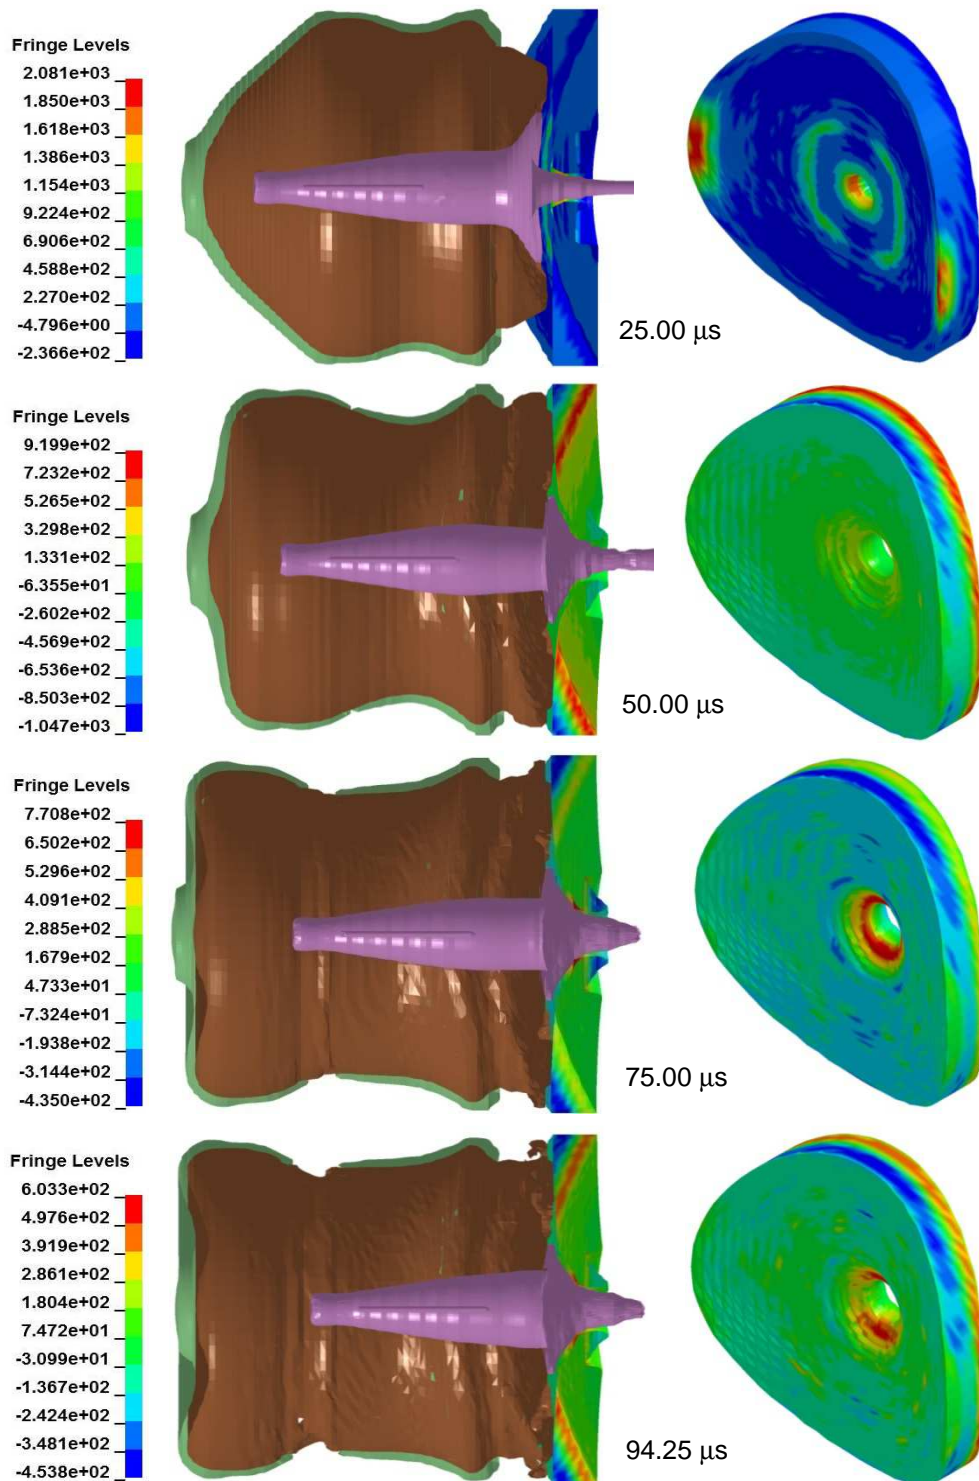 Fringe Levels
2.081e+03
1.850e+03
1.618e+03
1.386e+03
1.154e+03
9.224e+02
6.906e+02
4.588e+02
2.270e+02
-4.796e+00
-2.366e+02
25.00 μs
Fringe Levels
9.199e+02
7.232e+02
5.265e+02
3.298e+02
1.331e+02
-6.355e+01
-2.602e+02
-4.569e+02
-6.536e+02
-8.503e+02
-1.047e+03
50.00 μs
Fringe Levels
7.708e+02
6.502e+02
5.296e+02
4.091e+02
2.885e+02
1.679e+02
4.733e+01
-7.324e+01
-1.938e+02
-3.144e+02
-4.350e+02
75.00 μs
Fringe Levels
6.033e+02
4.976e+02
3.919e+02
2.861e+02
1.804e+02
7.472e+01
-3.099e+01
-1.367e+02
-2.424e+02
-3.481e+02
-4.538e+02
94.25 μs